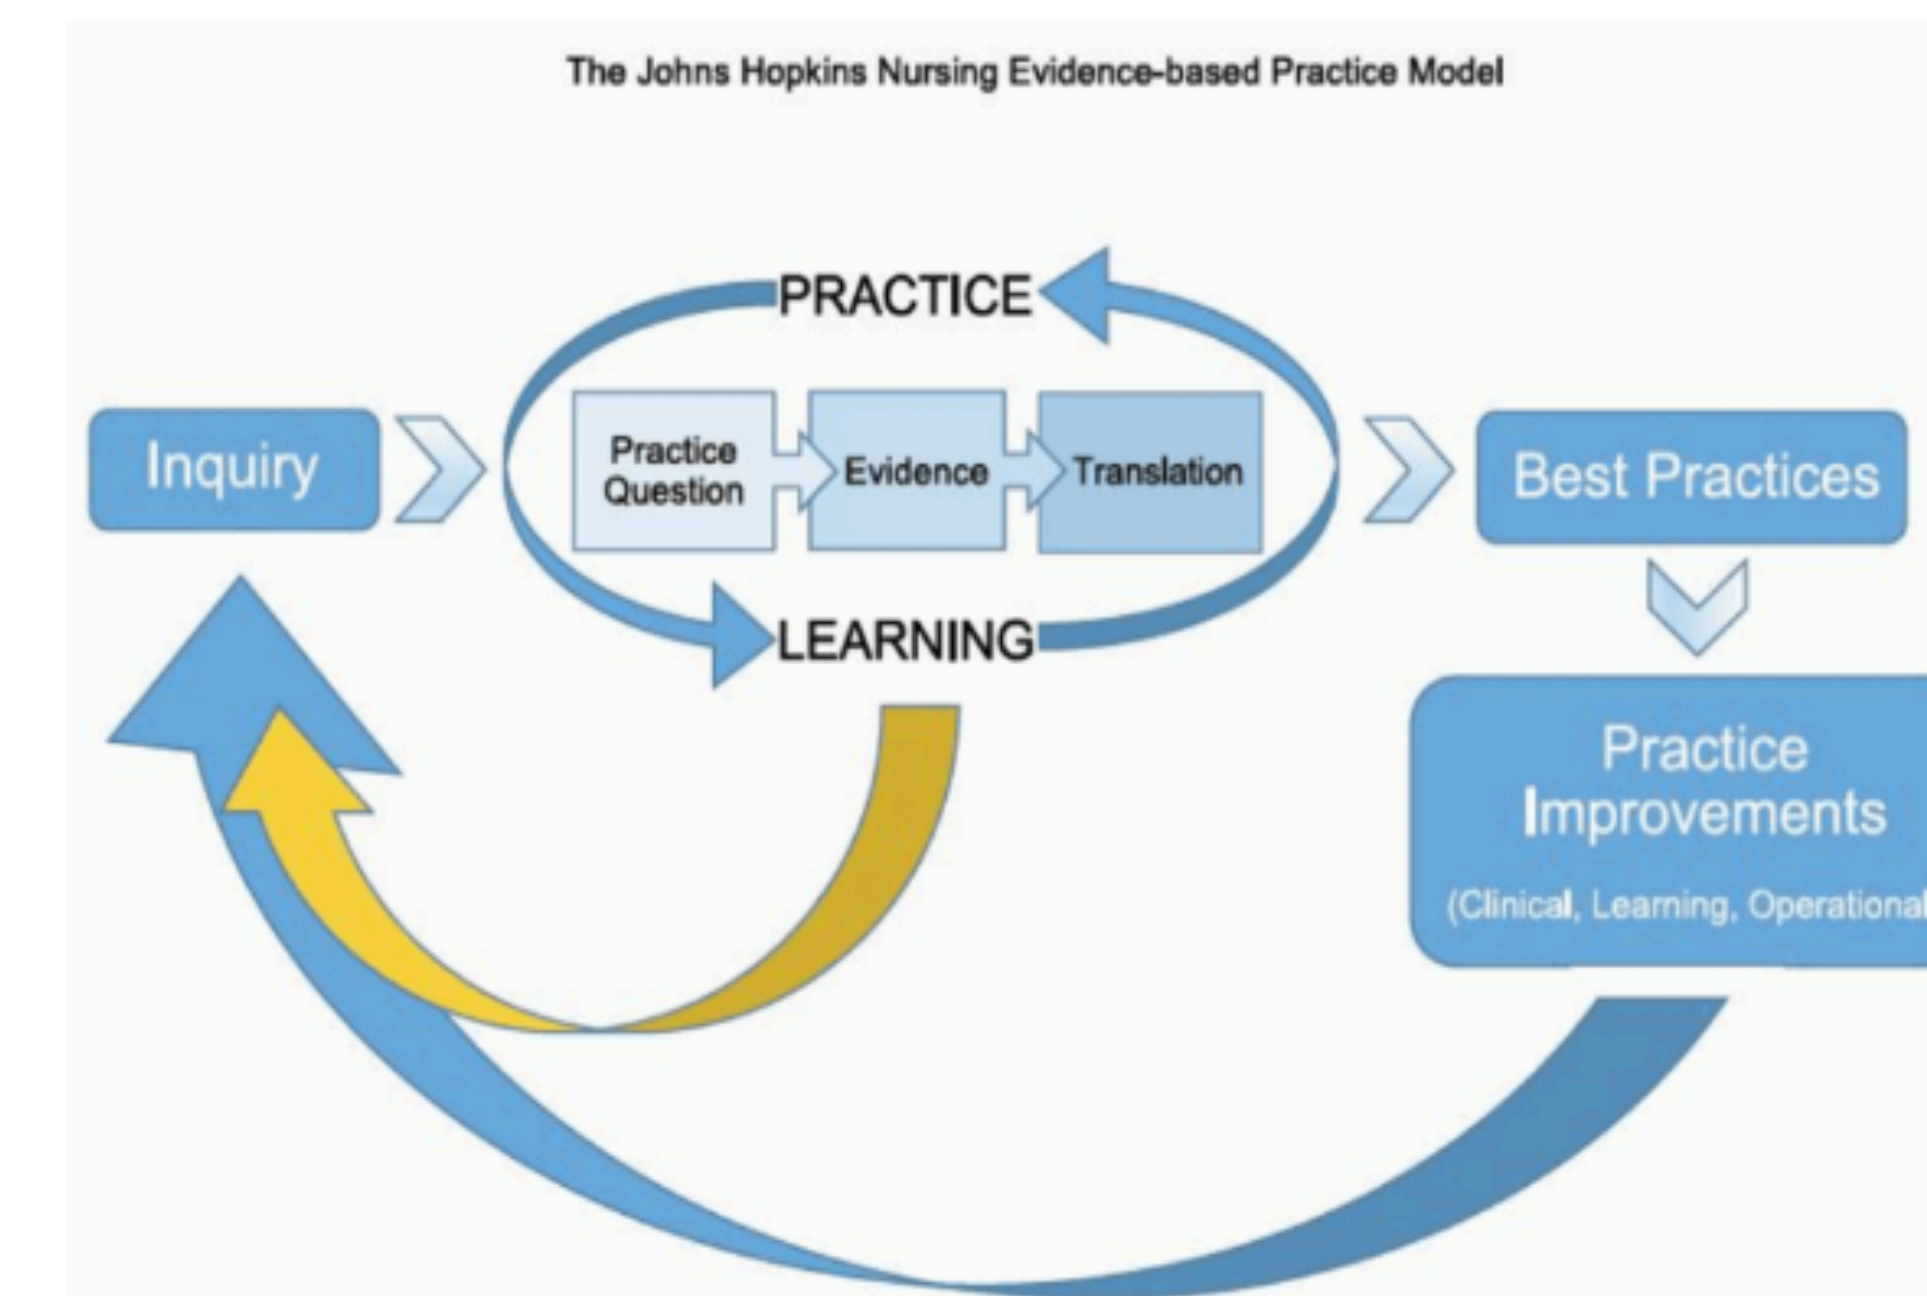 The Johns Hopkins Nursing Evidence-based Practice Model
PRACTICE
Inquiry
Practice
Question
Evidence
Translation
Best Practices
LEARNING
Practice
Improvements
(Clinical, Learning, Operational